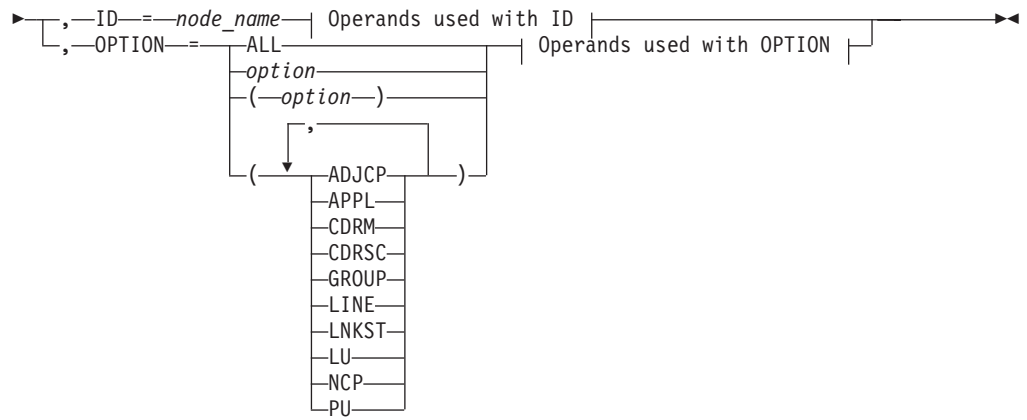 ,ID=node_name Operands used with ID
,OPTION=ALL Operands used with OPTION
option
(option)
,
(ADJCP)
APPL
CDRM
CDRSC
GROUP
LINE
LNKST
LU
NCP
PU